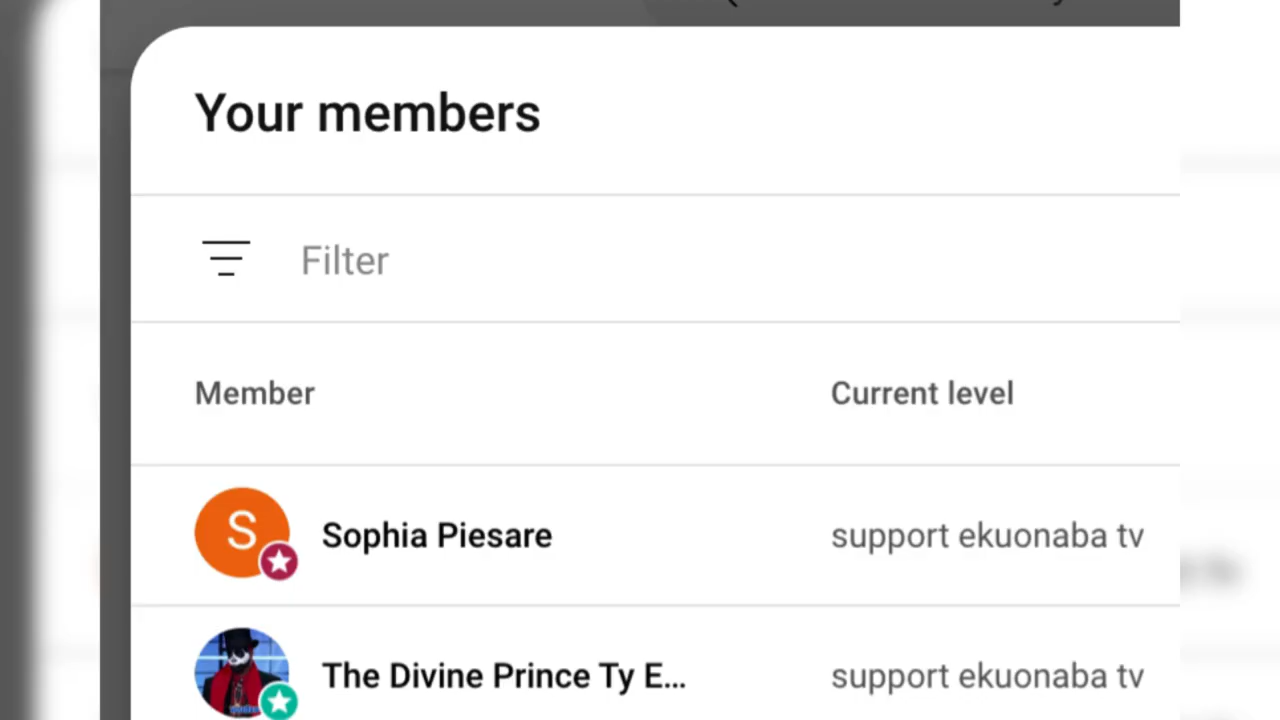 Your members
Filter
Member Current level
S Sophia Piesare support ekuonaba tv
The Divine Prince Ty E... support ekuonaba tv